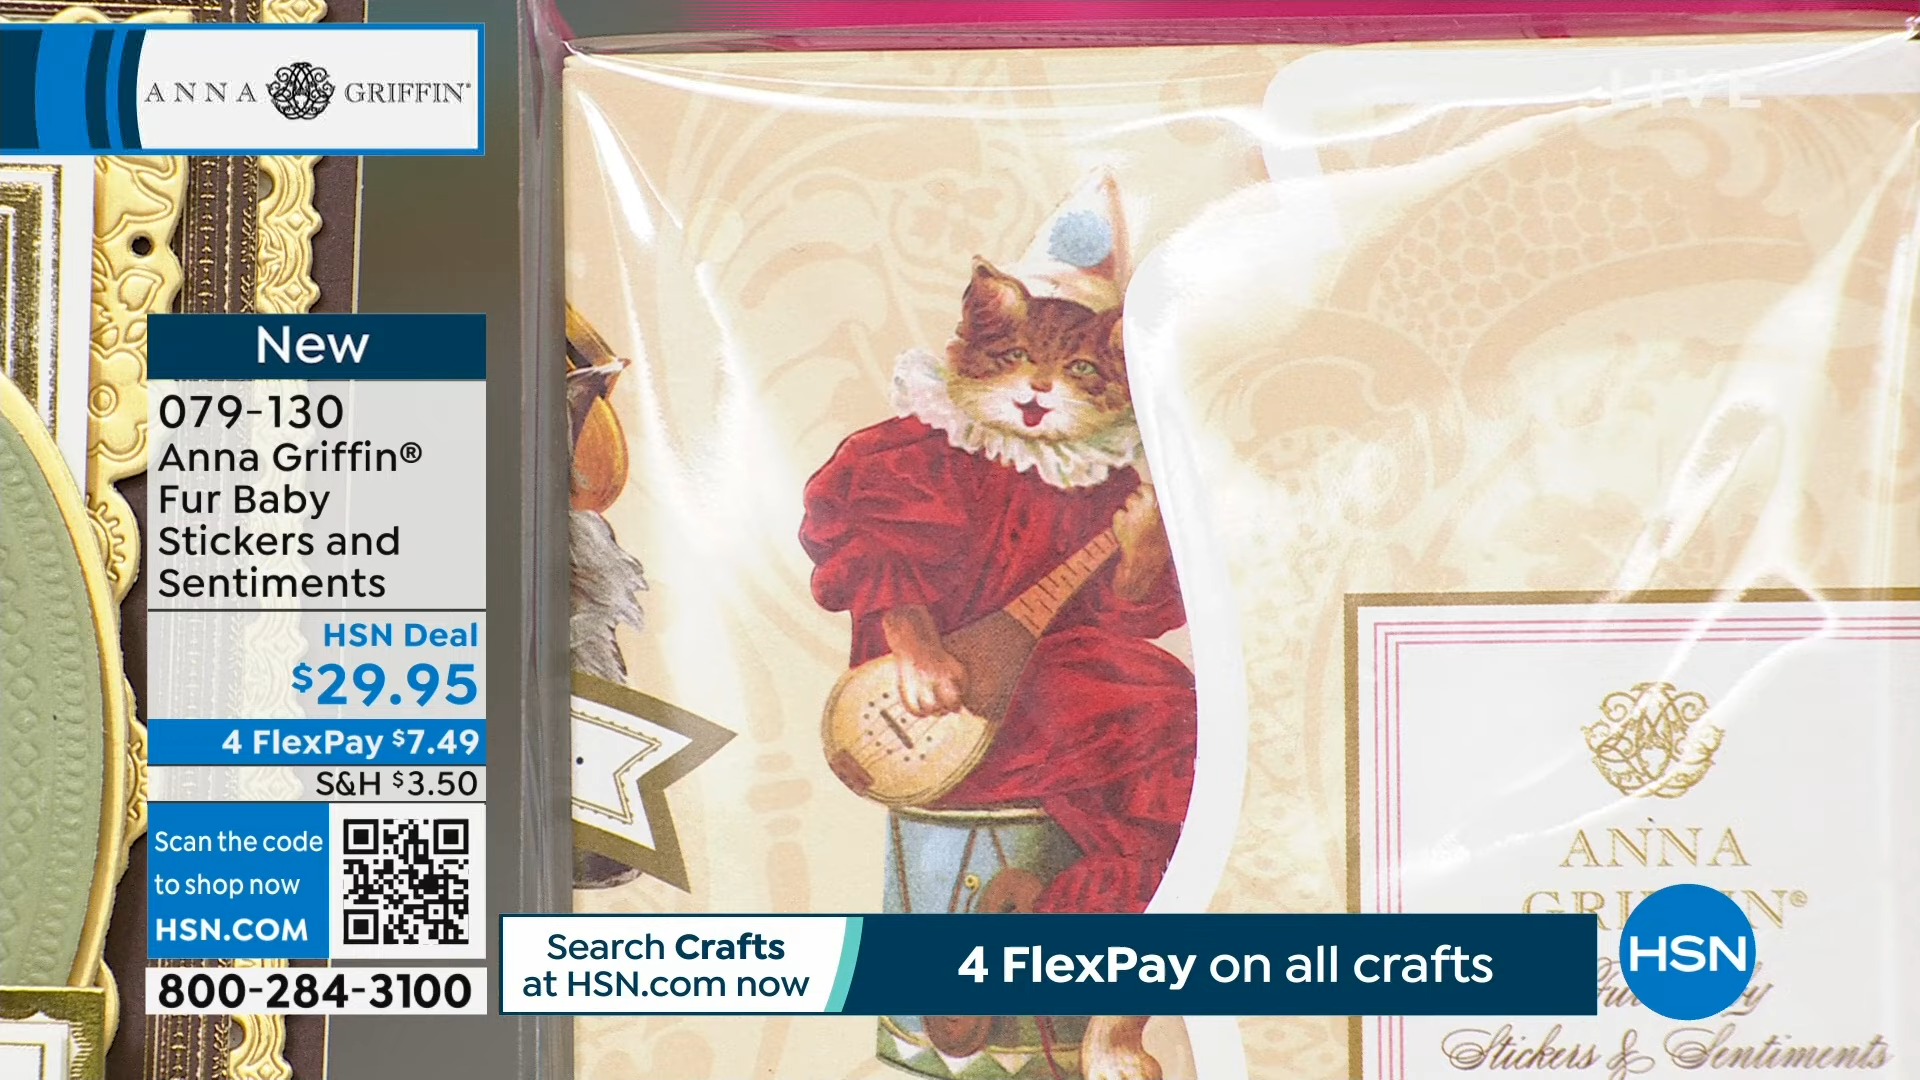 ANNA GRIFFIN®
LIVE
New
079-130
Anna Griffin®
Fur Baby
Stickers and
Sentiments
HSN Deal
$29.95
4 FlexPay $7.49
S&H $3.50
Scan the code
to shop now
HSN.COM
800-284-3100
Search Crafts
at HSN.com now
4 FlexPay on all crafts
HSN
ANNA
GRIFFIN®
Stickers & Sentiments